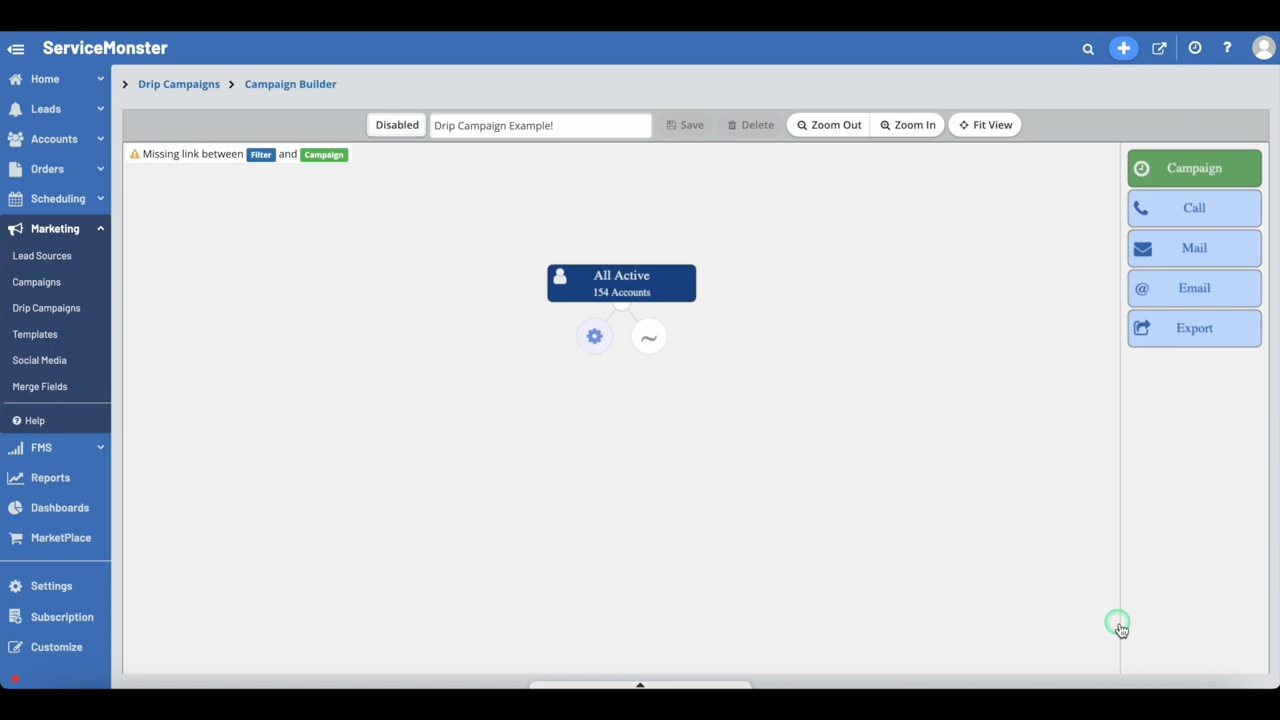 ServiceMonster
Home
Leads
Accounts
Orders
Scheduling
Marketing
Lead Sources
Campaigns
Drip Campaigns
Templates
Social Media
Merge Fields
Help
FMS
Reports
Dashboards
MarketPlace
Settings
Subscription
Customize
Drip Campaigns > Campaign Builder
Disabled Drip Campaign Example! Save Delete Zoom Out Zoom In Fit View
Missing link between Filter and Campaign
All Active
154 Accounts
Campaign
Call
Mail
@ Email
Export